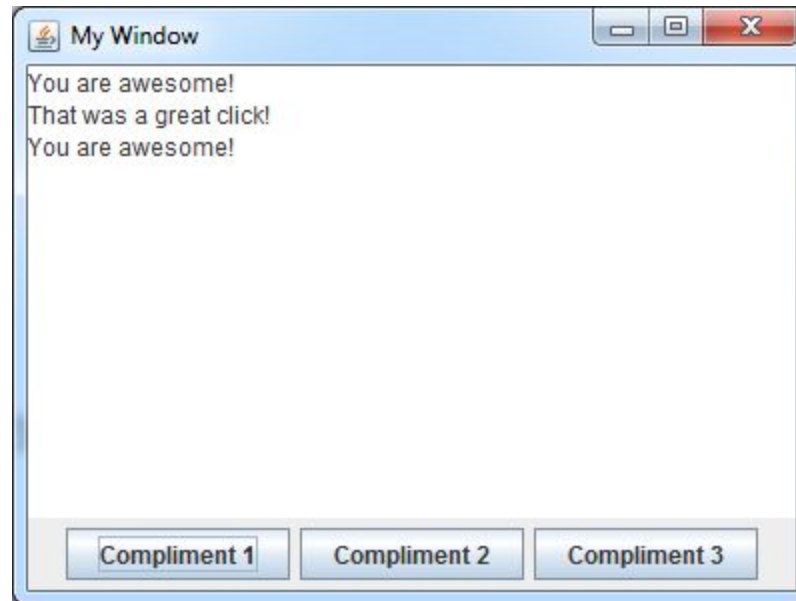 My Window
You are awesome!
That was a great click!
You are awesome!
Compliment 1 Compliment 2 Compliment 3